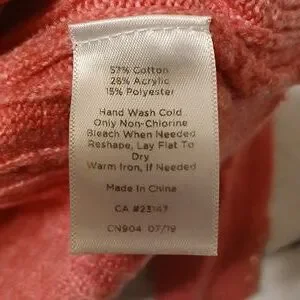 57% Cotton
28% Acrylic
15% Polyester
Hand Wash Cold
Only Non-Chlorine
Bleach When Needed
Reshape, Lay Flat To
Dry
Warm Iron, if Needed
Made in China
CA #23147
CN904 07/19